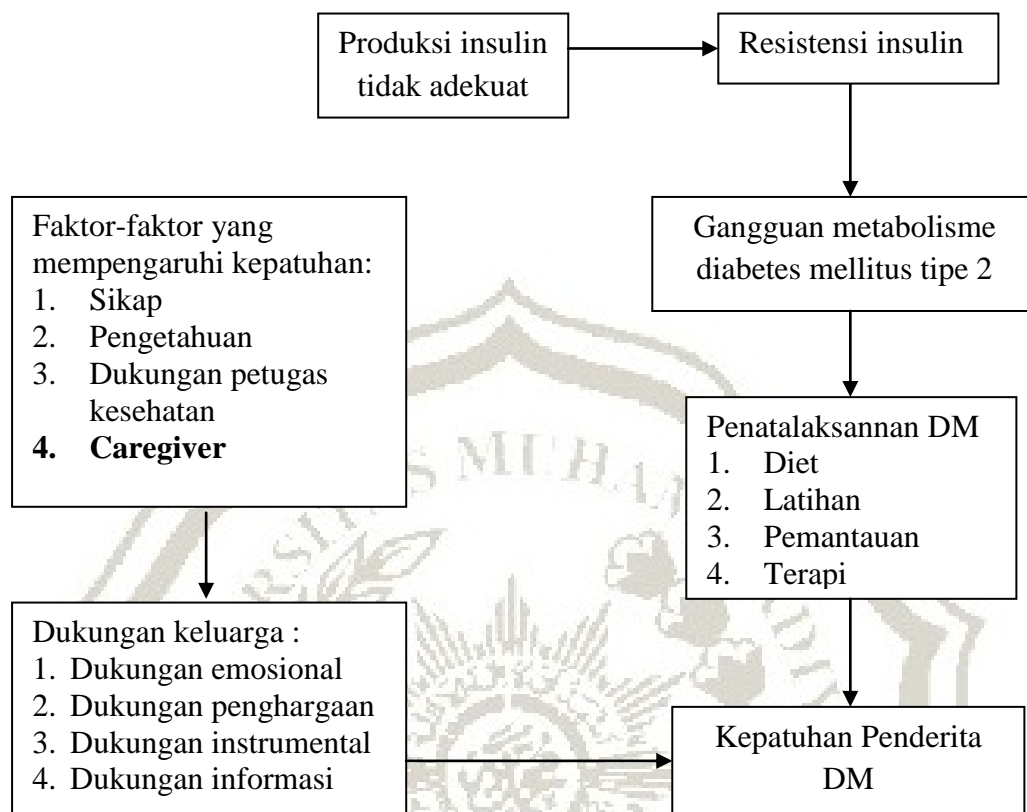 Produksi insulin
tidak adekuat
Resistensi insulin
Faktor-faktor yang
mempengaruhi kepatuhan:
1. Sikap
2. Pengetahuan
3. Dukungan petugas
kesehatan
4. Caregiver
Gangguan metabolisme
diabetes mellitus tipe 2
Penatalaksannan DM
1. Diet
2. Latihan
3. Pemantauan
4. Terapi
Dukungan keluarga :
1. Dukungan emosional
2. Dukungan penghargaan
3. Dukungan instrumental
4. Dukungan informasi
Kepatuhan Penderita
DM